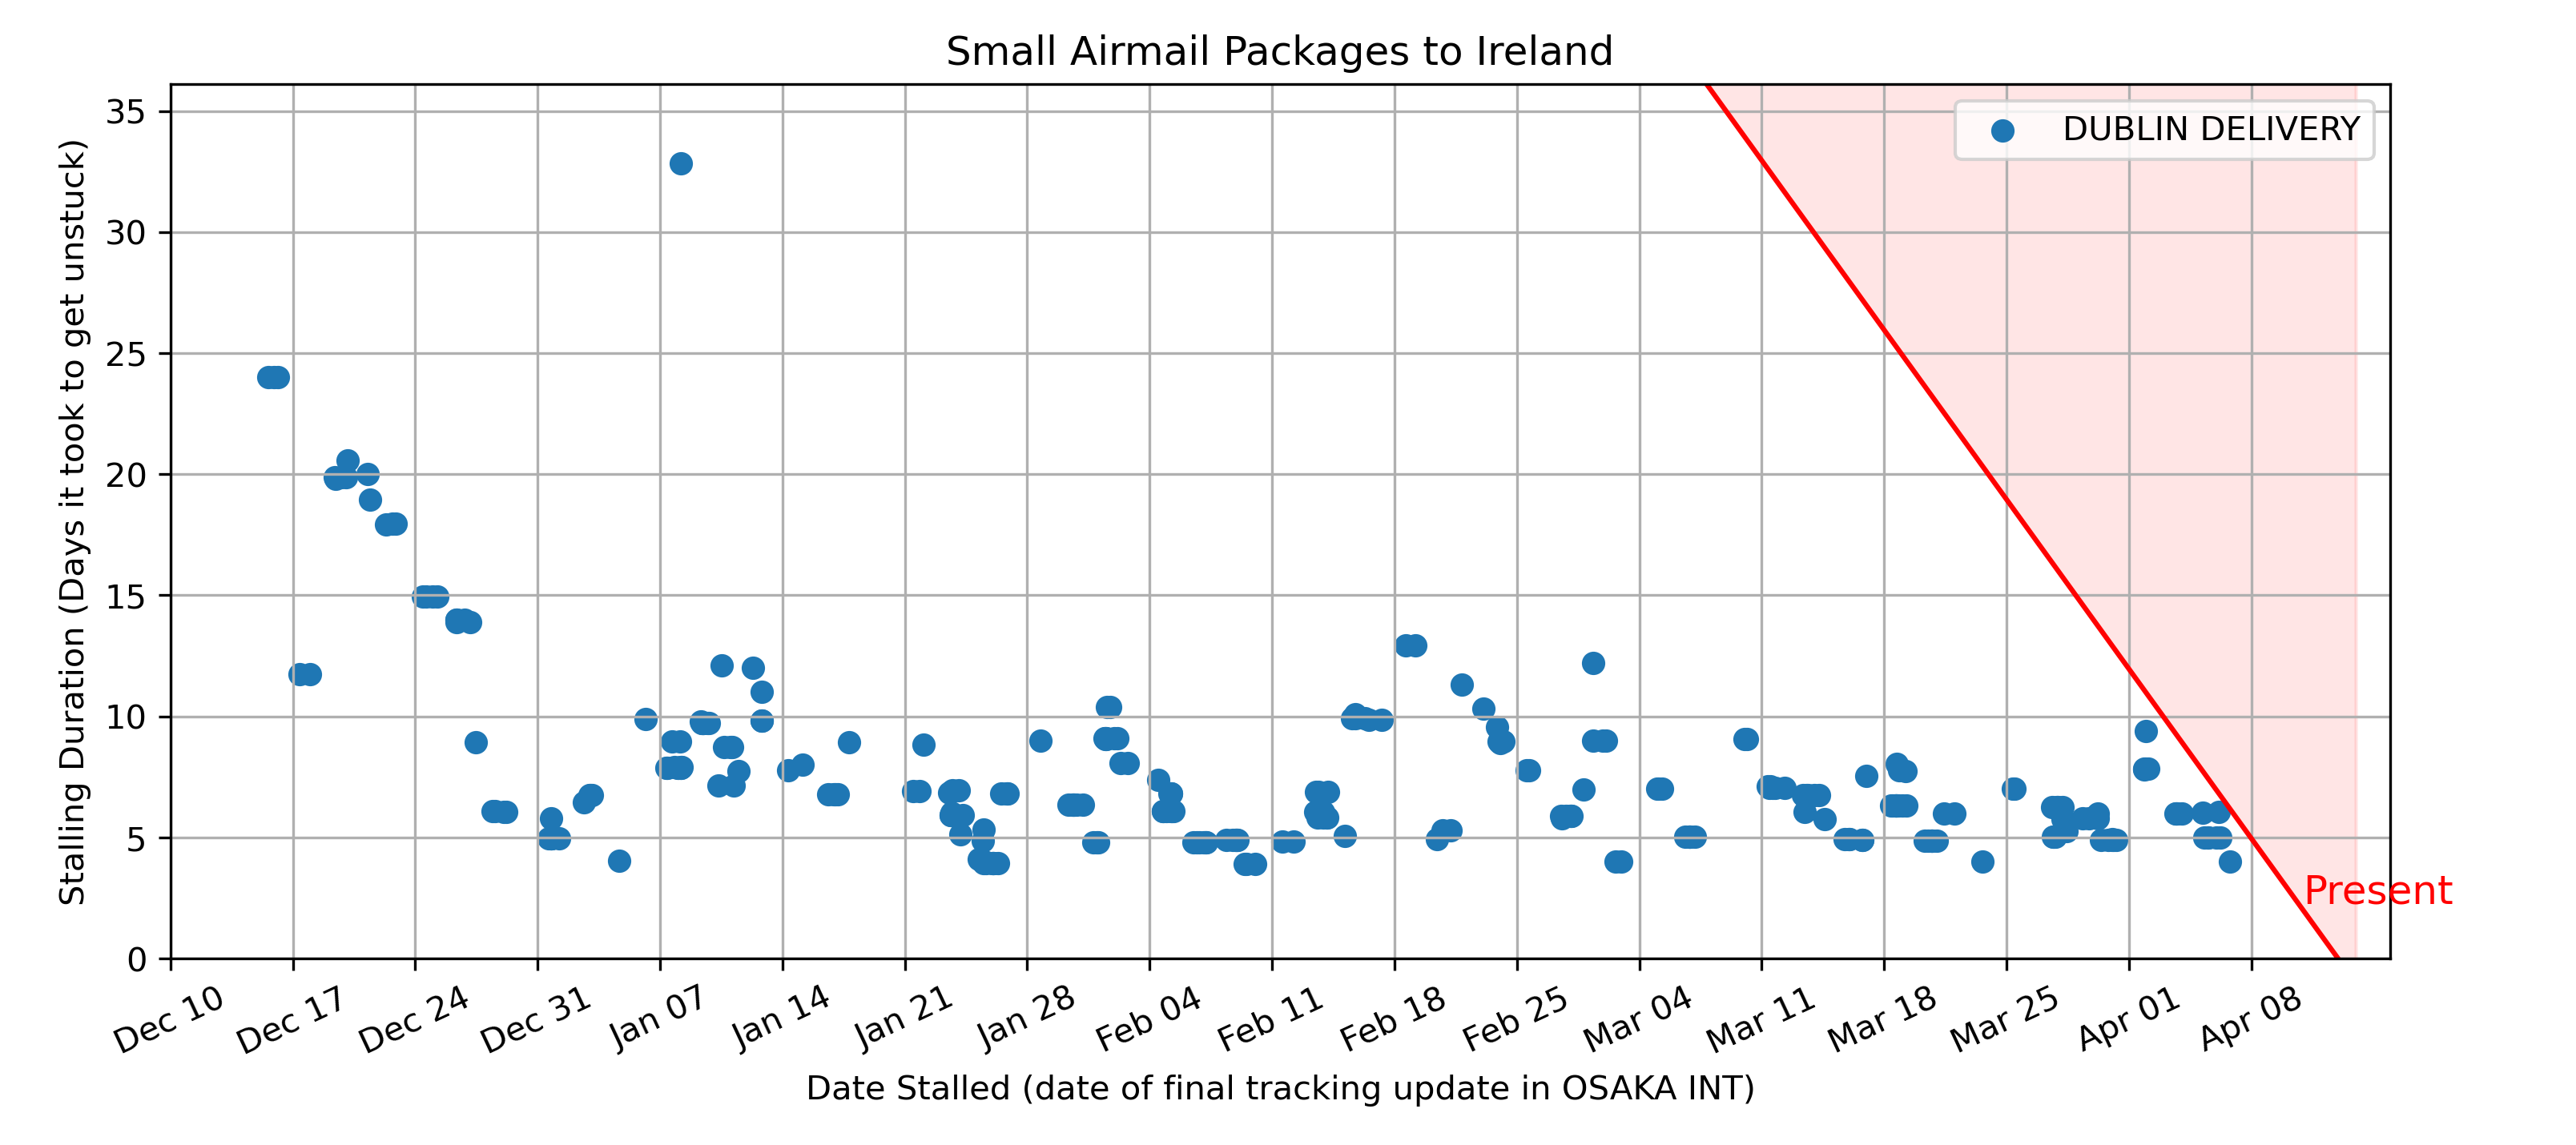 Small Airmail Packages to Ireland
Stalling Duration (Days it took to get unstuck)
35
30
25
20
15
10
5
0
DUBLIN DELIVERY
Present
Dec 10
Dec 17
Dec 24
Dec 31
Jan 07
Jan 14
Jan 21
Jan 28
Feb 04
Feb 11
Feb 18
Feb 25
Mar 04
Mar 11
Mar 18
Mar 25
Apr 01
Apr 08
Date Stalled (date of final tracking update in OSAKA INT)